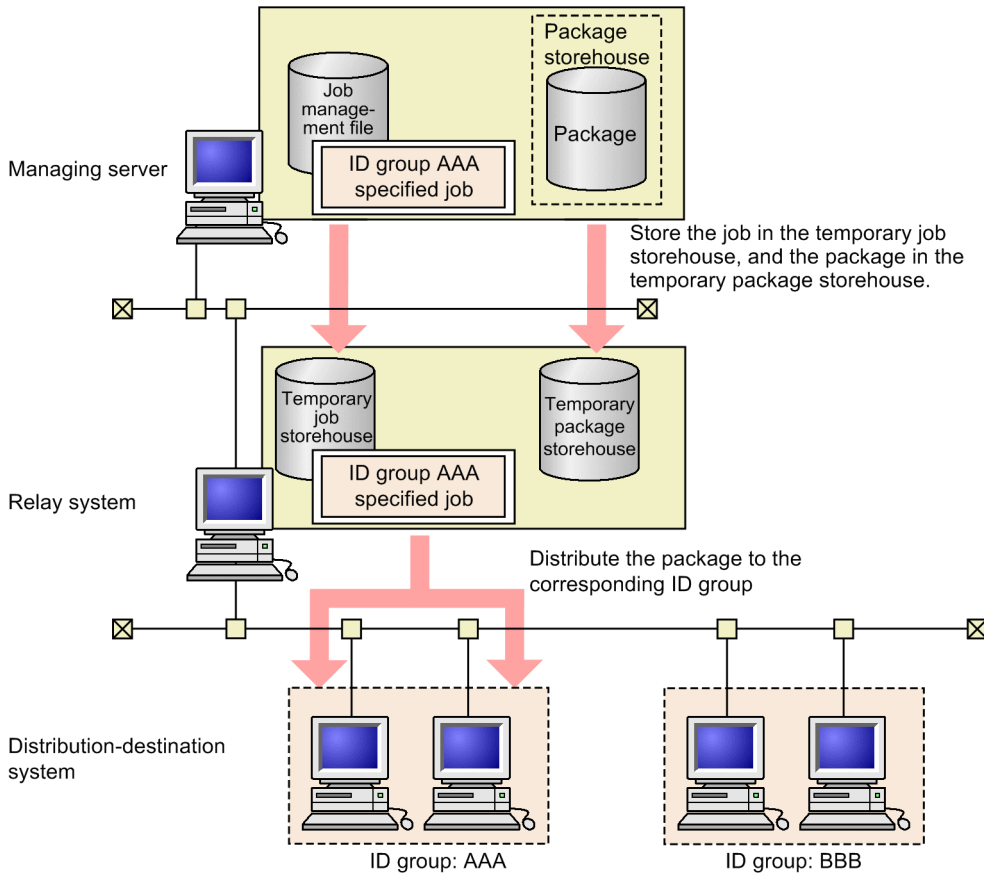 Package
storehouse
Job
manage-
ment file
Package
ID group AAA
specified job
Managing server
Store the job in the temporary job
storehouse, and the package in the
temporary package storehouse.
Temporary
job
storehouse
Temporary
package
storehouse
ID group AAA
specified job
Relay system
Distribute the package to the
corresponding ID group
Distribution-destination
system
ID group: AAA
ID group: BBB